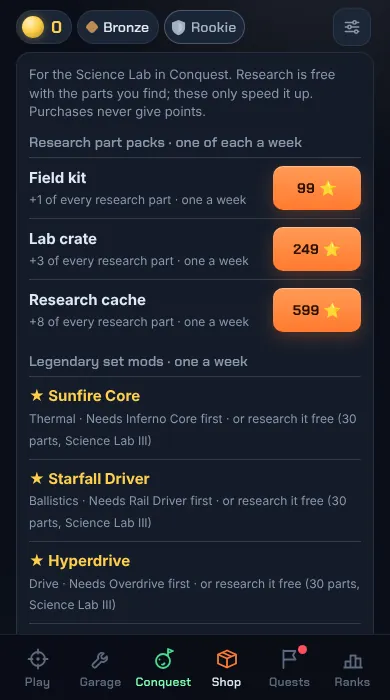 0 Bronze Rookie
For the Science Lab in Conquest. Research is free
with the parts you find; these only speed it up.
Purchases never give points.
Research part packs · one of each a week
Field kit
+1 of every research part · one a week
99 ⭐
Lab crate
+3 of every research part · one a week
249 ⭐
Research cache
+8 of every research part · one a week
599 ⭐
Legendary set mods · one a week
★ Sunfire Core
Thermal · Needs Inferno Core first · or research it free (30
parts, Science Lab III)
★ Starfall Driver
Ballistics · Needs Rail Driver first · or research it free (30
parts, Science Lab III)
★ Hyperdrive
Drive · Needs Overdrive first · or research it free (30 parts,
Science Lab III)
Play Garage Conquest Shop Quests Ranks